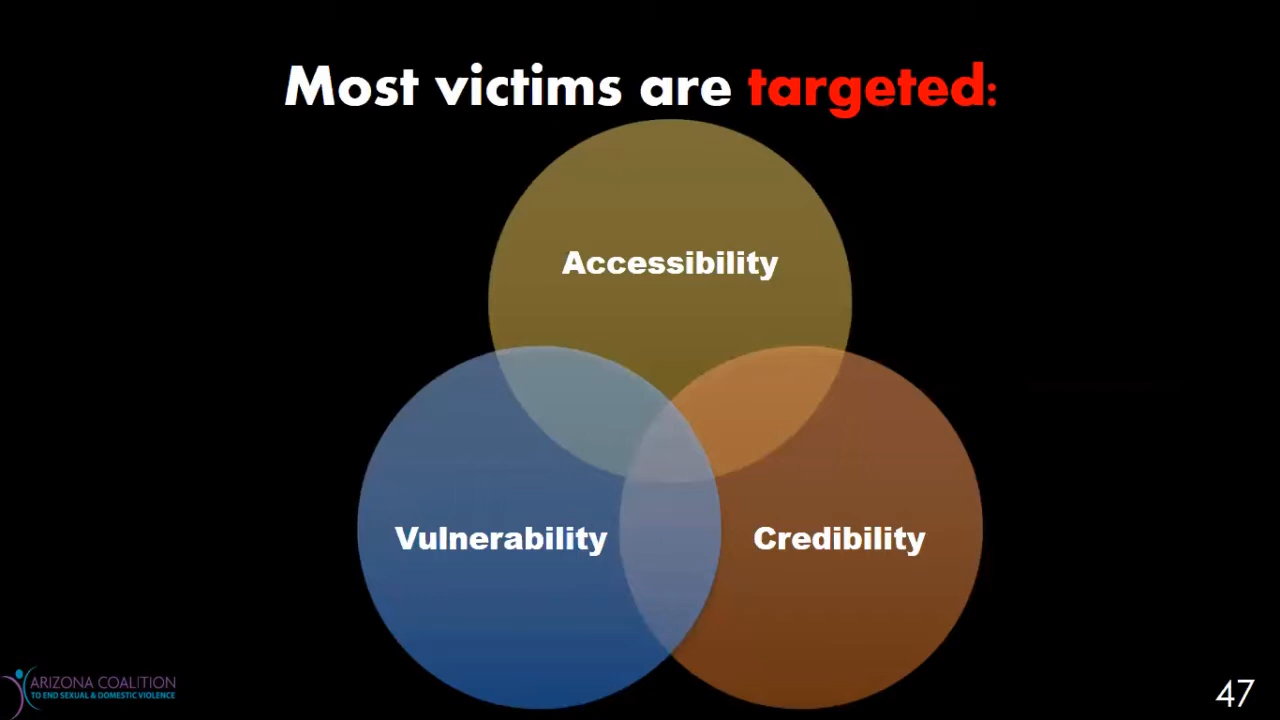 Most victims are targeted:
Accessibility
Vulnerability
Credibility
ARIZONA COALITION
TO END SEXUAL & DOMESTIC VIOLENCE
47